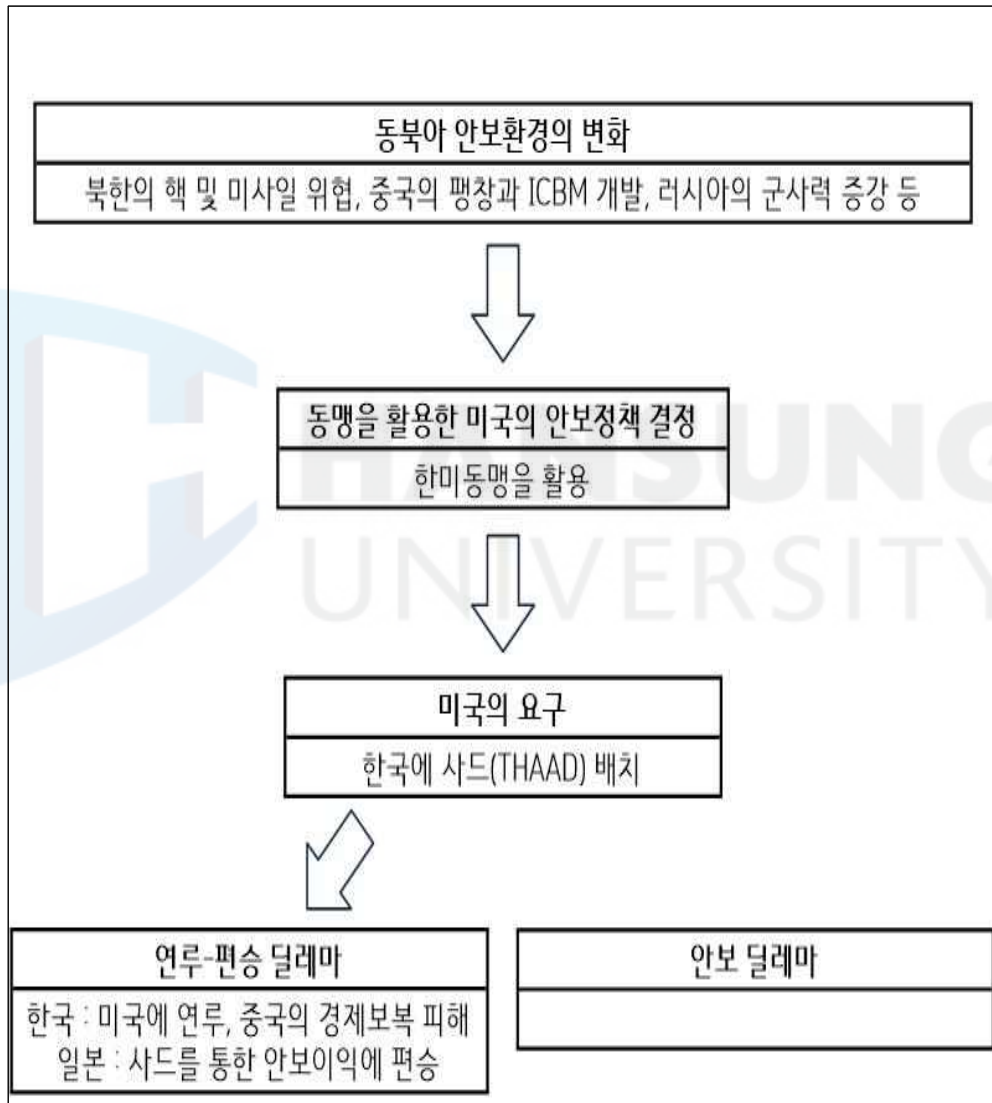 동북아 안보환경의 변화
북한의 핵 및 미사일 위협, 중국의 팽창과 ICBM 개발, 러시아의 군사력 증강 등
동맹을 활용한 미국의 안보정책 결정
한미동맹을 활용
미국의 요구
한국에 사드(THAAD) 배치
연루-편승 딜레마
한국 : 미국에 연루, 중국의 경제보복 피해
일본 : 사드를 통한 안보이익에 편승
안보 딜레마
HANSUNG
UNIVERSITY